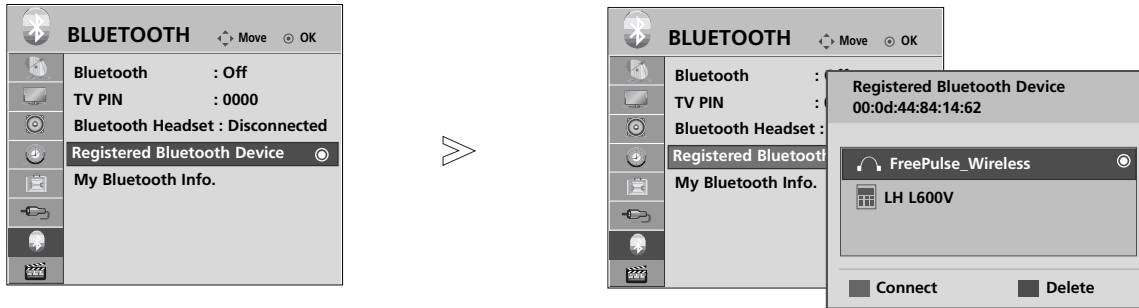 BLUETOOTH Move OK
Bluetooth : Off
TV PIN : 0000
Bluetooth Headset : Disconnected
Registered Bluetooth Device
My Bluetooth Info.
BLUETOOTH Move OK
Bluetooth :
TV PIN :
Bluetooth Headset :
Registered Bluetooth
My Bluetooth Info.
Registered Bluetooth Device
00:0d:44:84:14:62
FreePulse_Wireless
LH L600V
Connect Delete